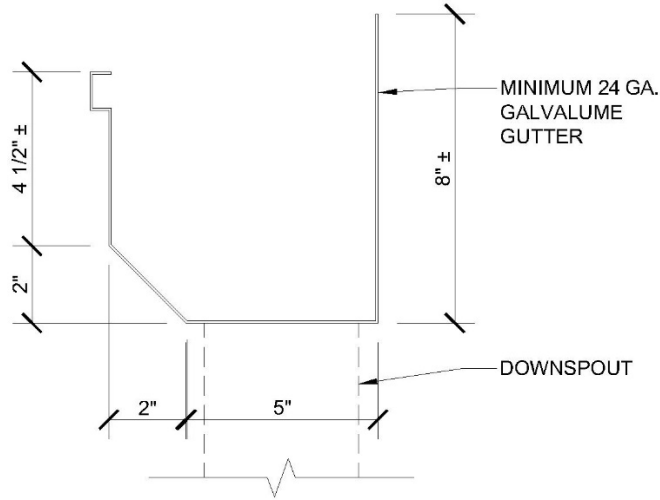 MINIMUM 24 GA.
GALVALUME
GUTTER
4 1/2" ±
8" ±
2"
DOWNSPOUT
2"
5"